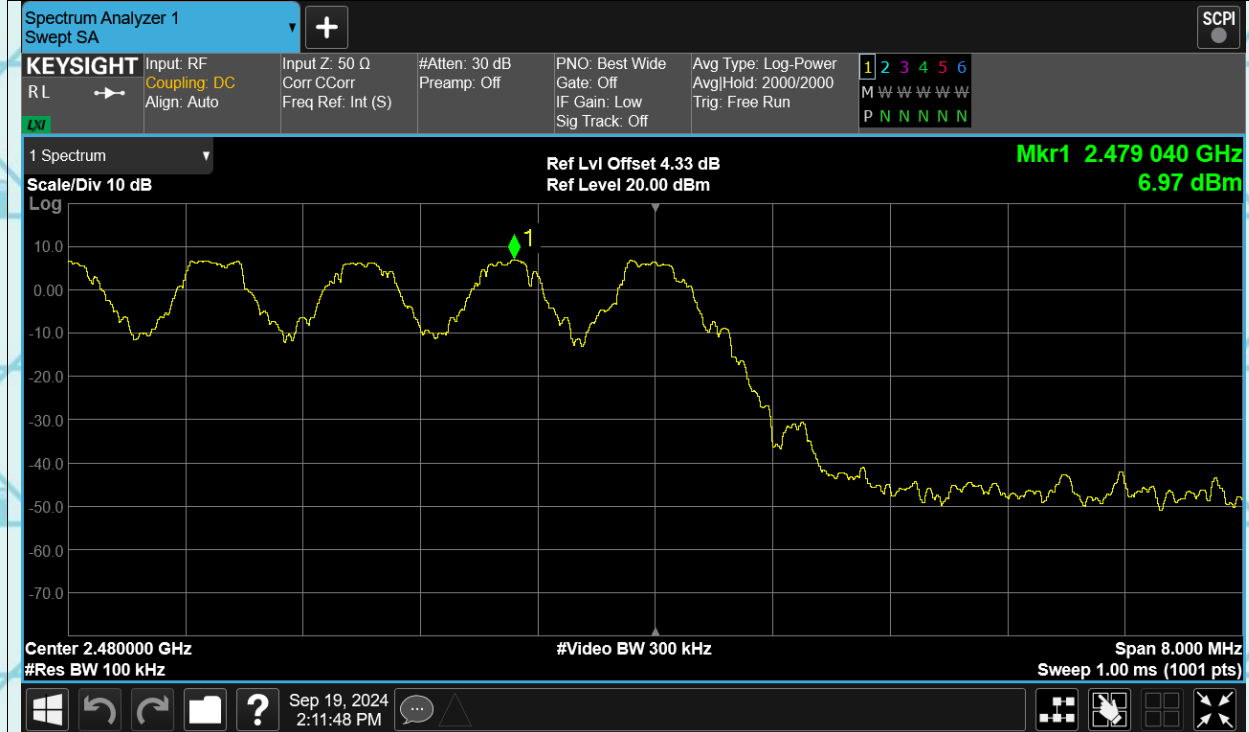 Spectrum Analyzer 1
Swept SA
+
SCPI
KEYSIGHT
R L
LXI
Input: RF
Coupling: DC
Align: Auto
Input Z: 50 Ω
Corr CCorr
Freq Ref: Int (S)
#Atten: 30 dB
Preamp: Off
PNO: Best Wide
Gate: Off
IF Gain: Low
Sig Track: Off
Avg Type: Log-Power
Avg|Hold: 2000/2000
Trig: Free Run
1 2 3 4 5 6
M W W W W W W
P N N N N N N
1 Spectrum
Scale/Div 10 dB
Log
Ref Lvl Offset 4.33 dB
Ref Level 20.00 dBm
Mkr1 2.479 040 GHz
6.97 dBm
1
10.0
0.00
-10.0
-20.0
-30.0
-40.0
-50.0
-60.0
-70.0
Center 2.480000 GHz
#Res BW 100 kHz
#Video BW 300 kHz
Span 8.000 MHz
Sweep 1.00 ms (1001 pts)
?
Sep 19, 2024
2:11:48 PM